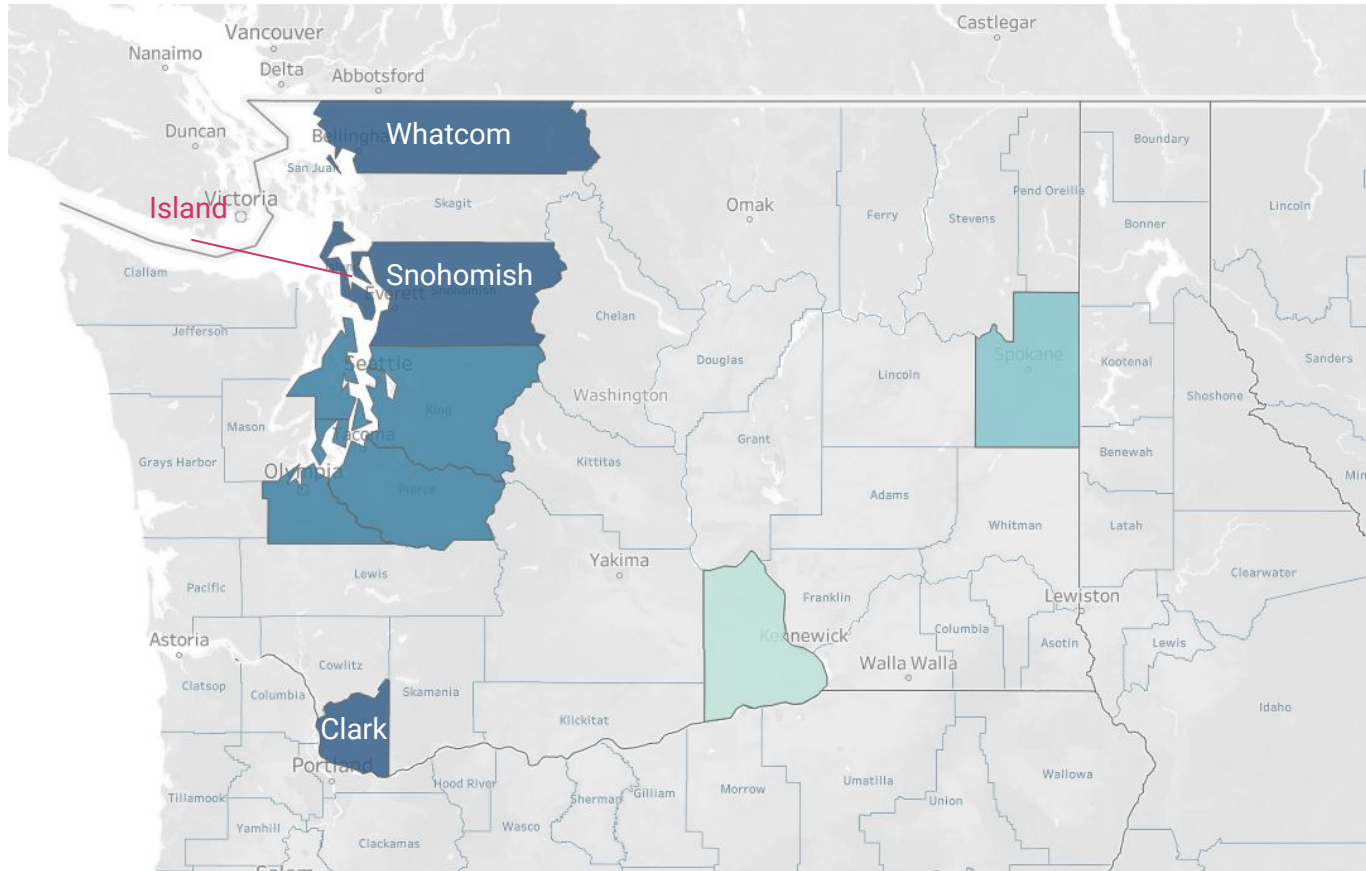 Castlegar
Vancouver
Nanaimo
Delta
Abbotsford
Duncan
Whatcom
Boundary
San Juan
Pend Oreille
Island
Victoria
Skagit
Omak
Ferry
Stevens
Lincoln
Bonner
Clallam
Snohomish
Everett
Snohomish
Chelan
Jefferson
Seattle
Douglas
Spokane
Kootenai
Sanders
Lincoln
Washington
Shoshone
King
Mason
Tacoma
Grant
Benewah
Grays Harbor
Olympia
Kittitas
Pierce
Adams
Whitman
Latah
Yakima
Lewis
Clearwater
Pacific
Franklin
Lewiston
Astoria
Kennewick
Columbia
Asotin
Lewis
Cowlitz
Walla Walla
Clatsop
Columbia
Skamania
Idaho
Klickitat
Clark
Portland
Hood River
Umatilla
Wallowa
Tillamook
Sherman
Gilliam
Morrow
Union
Yamhill
Wasco
Clackamas
Salem